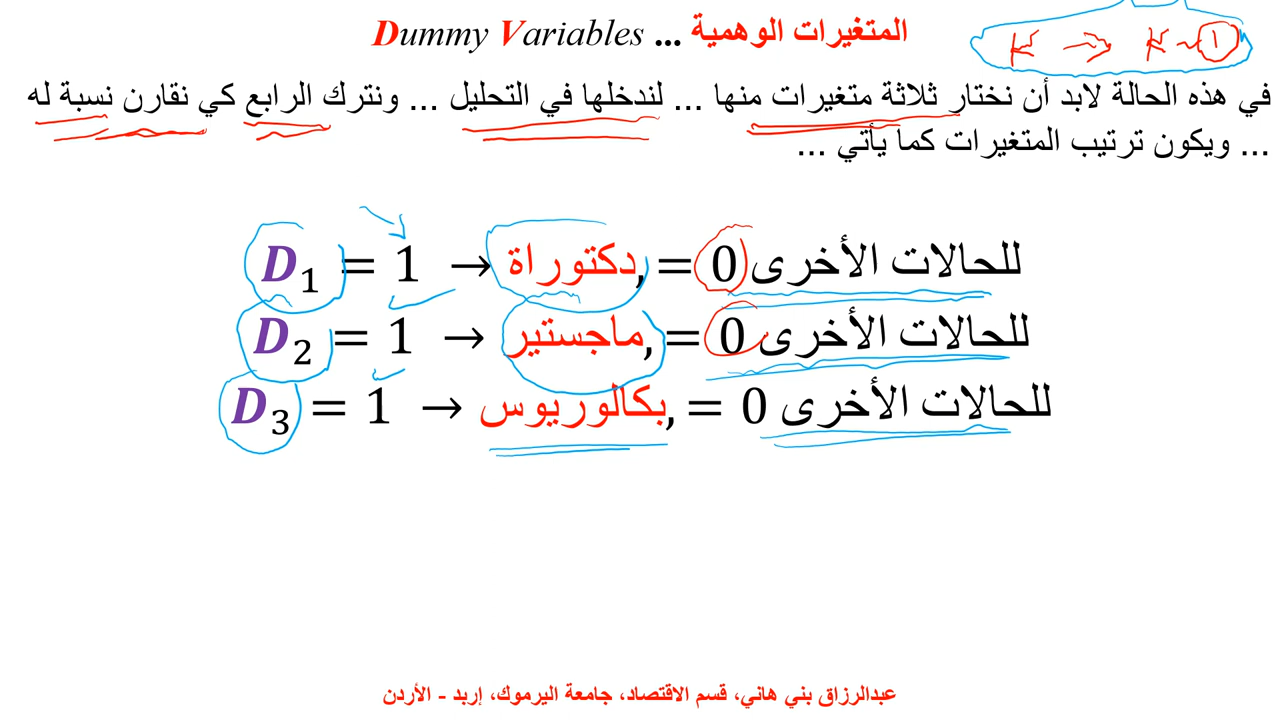 المتغيرات الوهمية ... Dummy Variables
K → K - 1
في هذه الحالة لابد أن نختار ثلاثة متغيرات منها ... لندخلها في التحليل ... ونترك الرابع كي نقارن نسبة له
... ويكون ترتيب المتغيرات كما يأتي ...
D₁ = 1 → دكتوراة, = 0 للحالات الأخرى
D₂ = 1 → ماجستير, = 0 للحالات الأخرى
D₃ = 1 → بكالوريوس, = 0 للحالات الأخرى
عبدالرزاق بني هاني، قسم الاقتصاد، جامعة اليرموك، إربد - الأردن